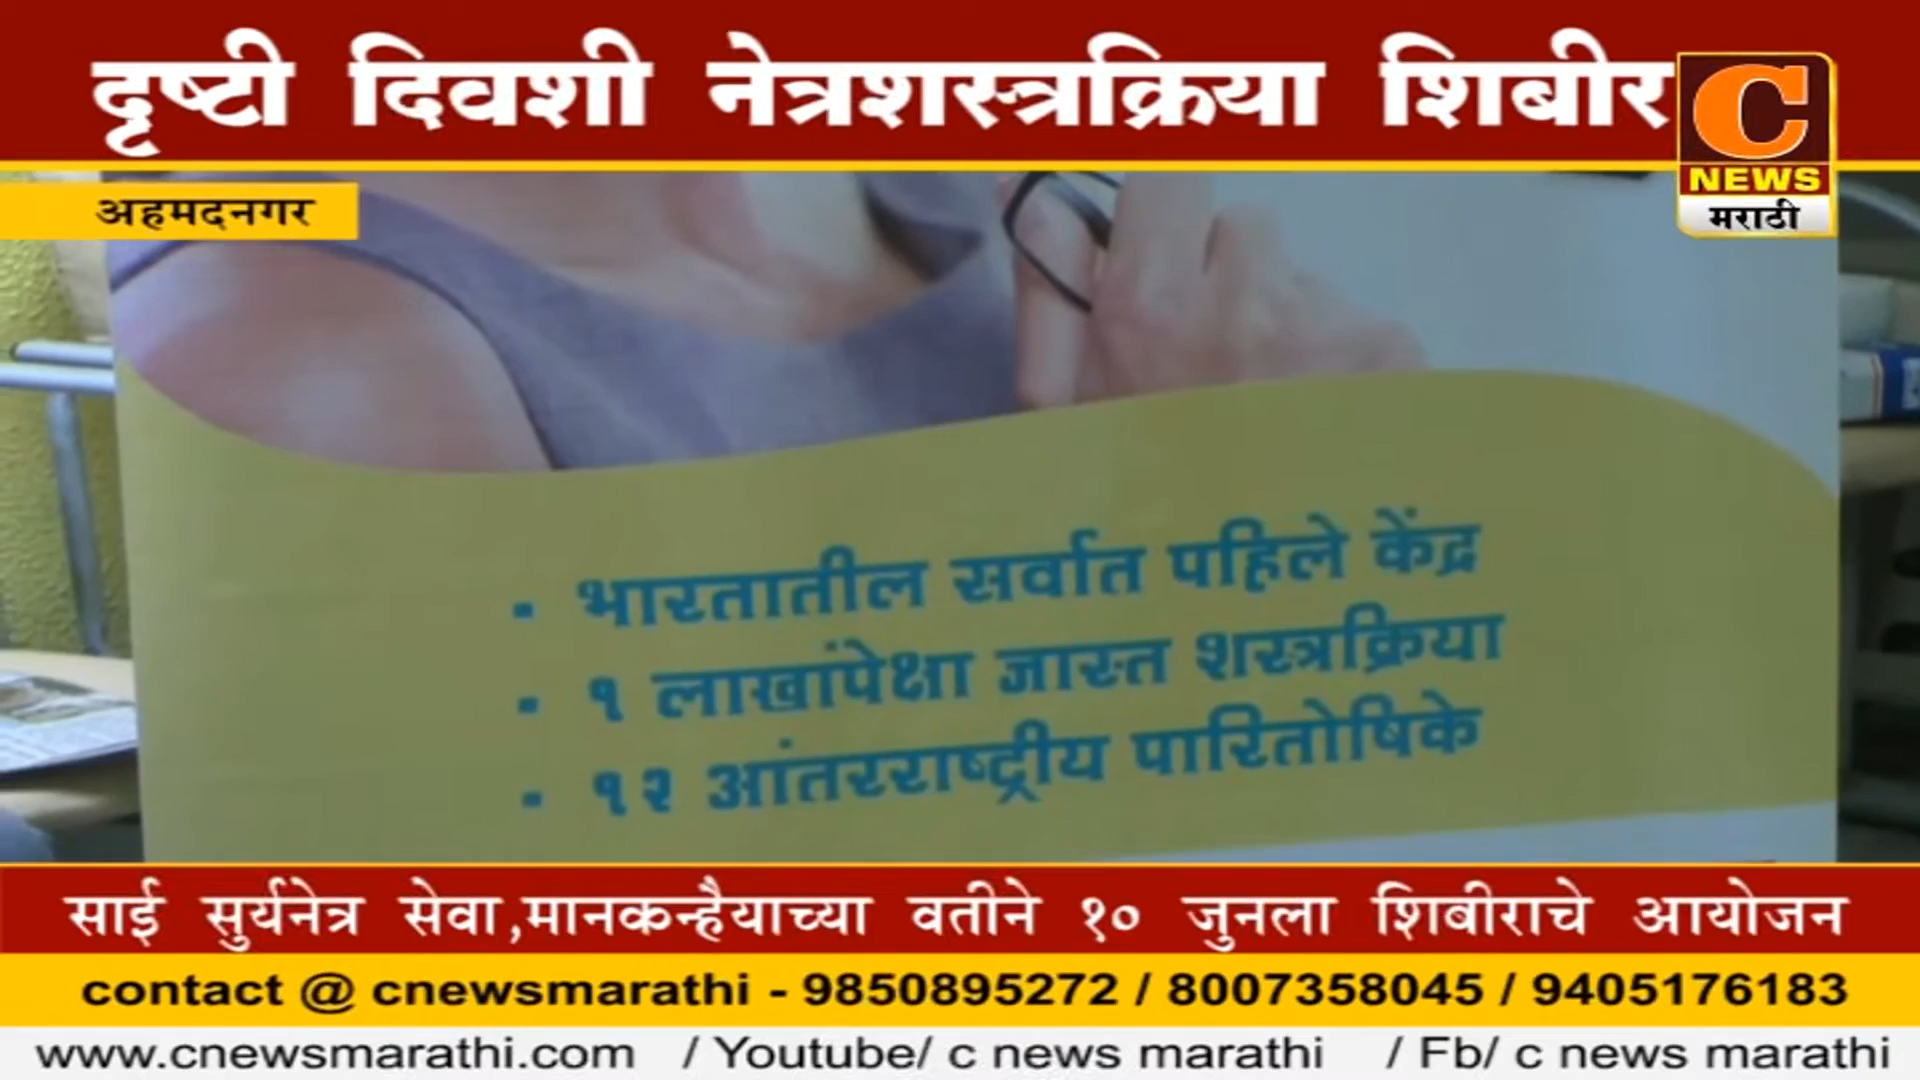 दृष्टी दिवशी नेत्रशस्त्रक्रिया शिबीर
C
NEWS
मराठी
अहमदनगर
▪ भारतातील सर्वात पहिले केंद्र
▪ १ लाखांपेक्षा जास्त शस्त्रक्रिया
▪ १२ आंतरराष्ट्रीय पारितोषिके
साई सुर्यनेत्र सेवा,मानकन्हैयाच्या वतीने १० जुनला शिबीराचे आयोजन
contact @ cnewsmarathi - 9850895272 / 8007358045 / 9405176183
www.cnewsmarathi.com / Youtube/ c news marathi / Fb/ c news marathi